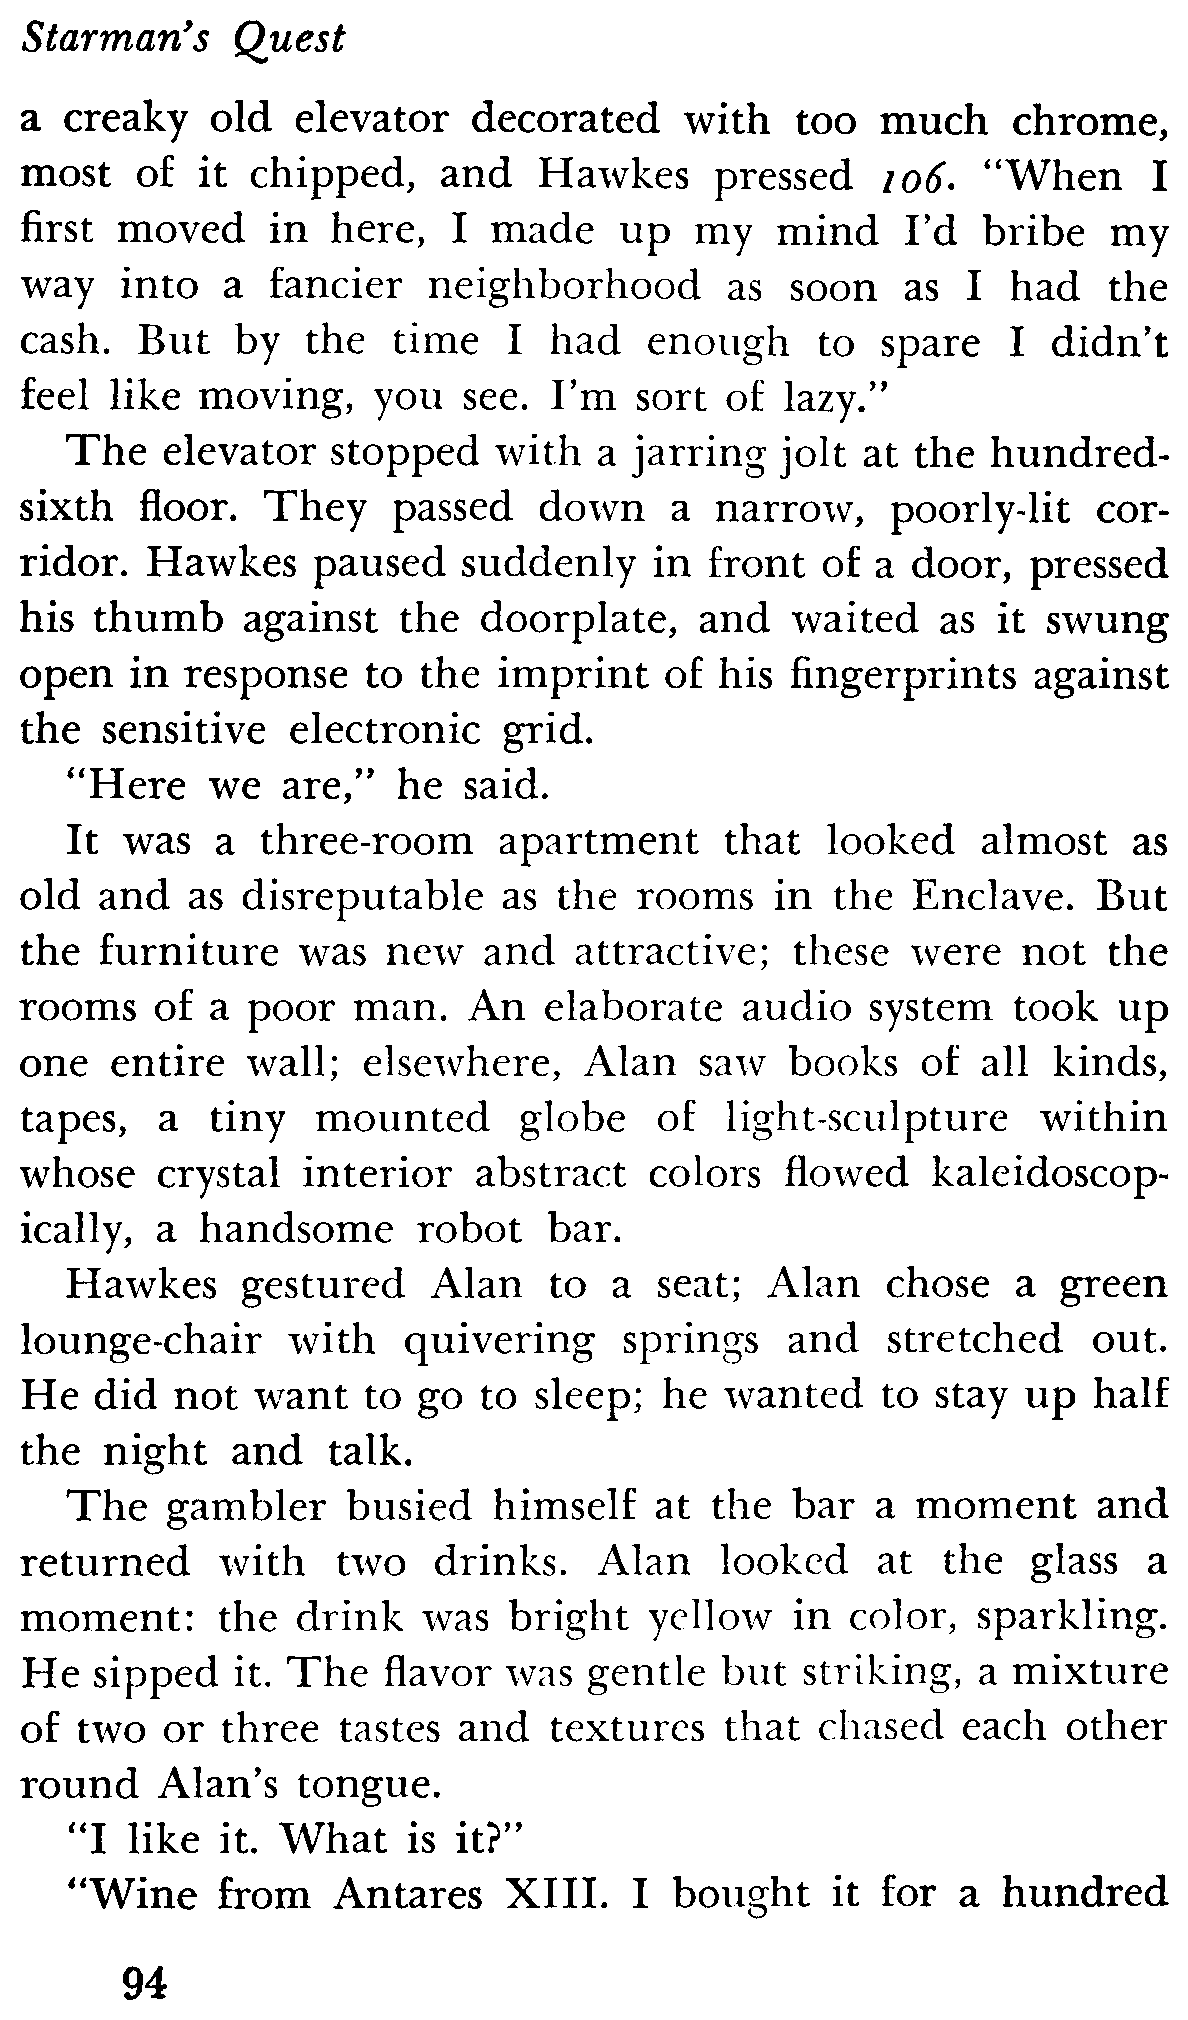 Starman's Quest
a creaky old elevator decorated with too much chrome,
most of it chipped, and Hawkes pressed 106. “When I
first moved in here, I made up my mind I'd bribe my
way into a fancier neighborhood as soon as I had the
cash. But by the time I had enough to spare I didn't
feel like moving, you see. I'm sort of lazy.”
The elevator stopped with a jarring jolt at the hundred-
sixth floor. They passed down a narrow, poorly-lit cor-
ridor. Hawkes paused suddenly in front of a door, pressed
his thumb against the doorplate, and waited as it swung
open in response to the imprint of his fingerprints against
the sensitive electronic grid.
“Here we are,” he said.
It was a three-room apartment that looked almost as
old and as disreputable as the rooms in the Enclave. But
the furniture was new and attractive; these were not the
rooms of a poor man. An elaborate audio system took up
one entire wall; elsewhere, Alan saw books of all kinds,
tapes, a tiny mounted globe of light-sculpture within
whose crystal interior abstract colors flowed kaleidoscop-
ically, a handsome robot bar.
Hawkes gestured Alan to a seat; Alan chose a green
lounge-chair with quivering springs and stretched out.
He did not want to go to sleep; he wanted to stay up half
the night and talk.
The gambler busied himself at the bar a moment and
returned with two drinks. Alan looked at the glass a
moment: the drink was bright yellow in color, sparkling.
He sipped it. The flavor was gentle but striking, a mixture
of two or three tastes and textures that chased each other
round Alan's tongue.
“I like it. What is it?”
“Wine from Antares XIII. I bought it for a hundred
94